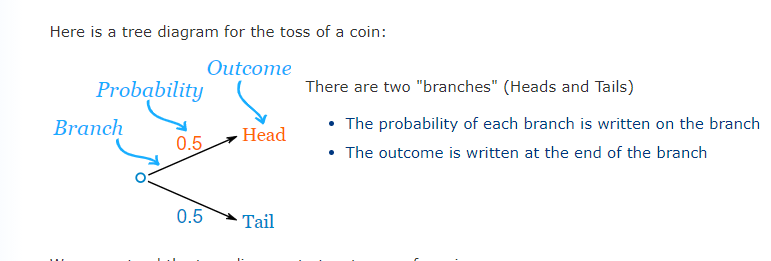 Here is a tree diagram for the toss of a coin:
Outcome
Probability
There are two "branches" (Heads and Tails)
Branch
• The probability of each branch is written on the branch
0.5
Head
• The outcome is written at the end of the branch
0.5
Tail